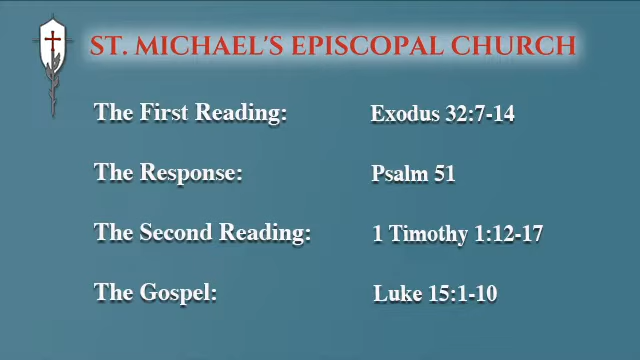 ST. MICHAEL'S EPISCOPAL CHURCH
The First Reading: Exodus 32:7-14
The Response: Psalm 51
The Second Reading: 1 Timothy 1:12-17
The Gospel: Luke 15:1-10